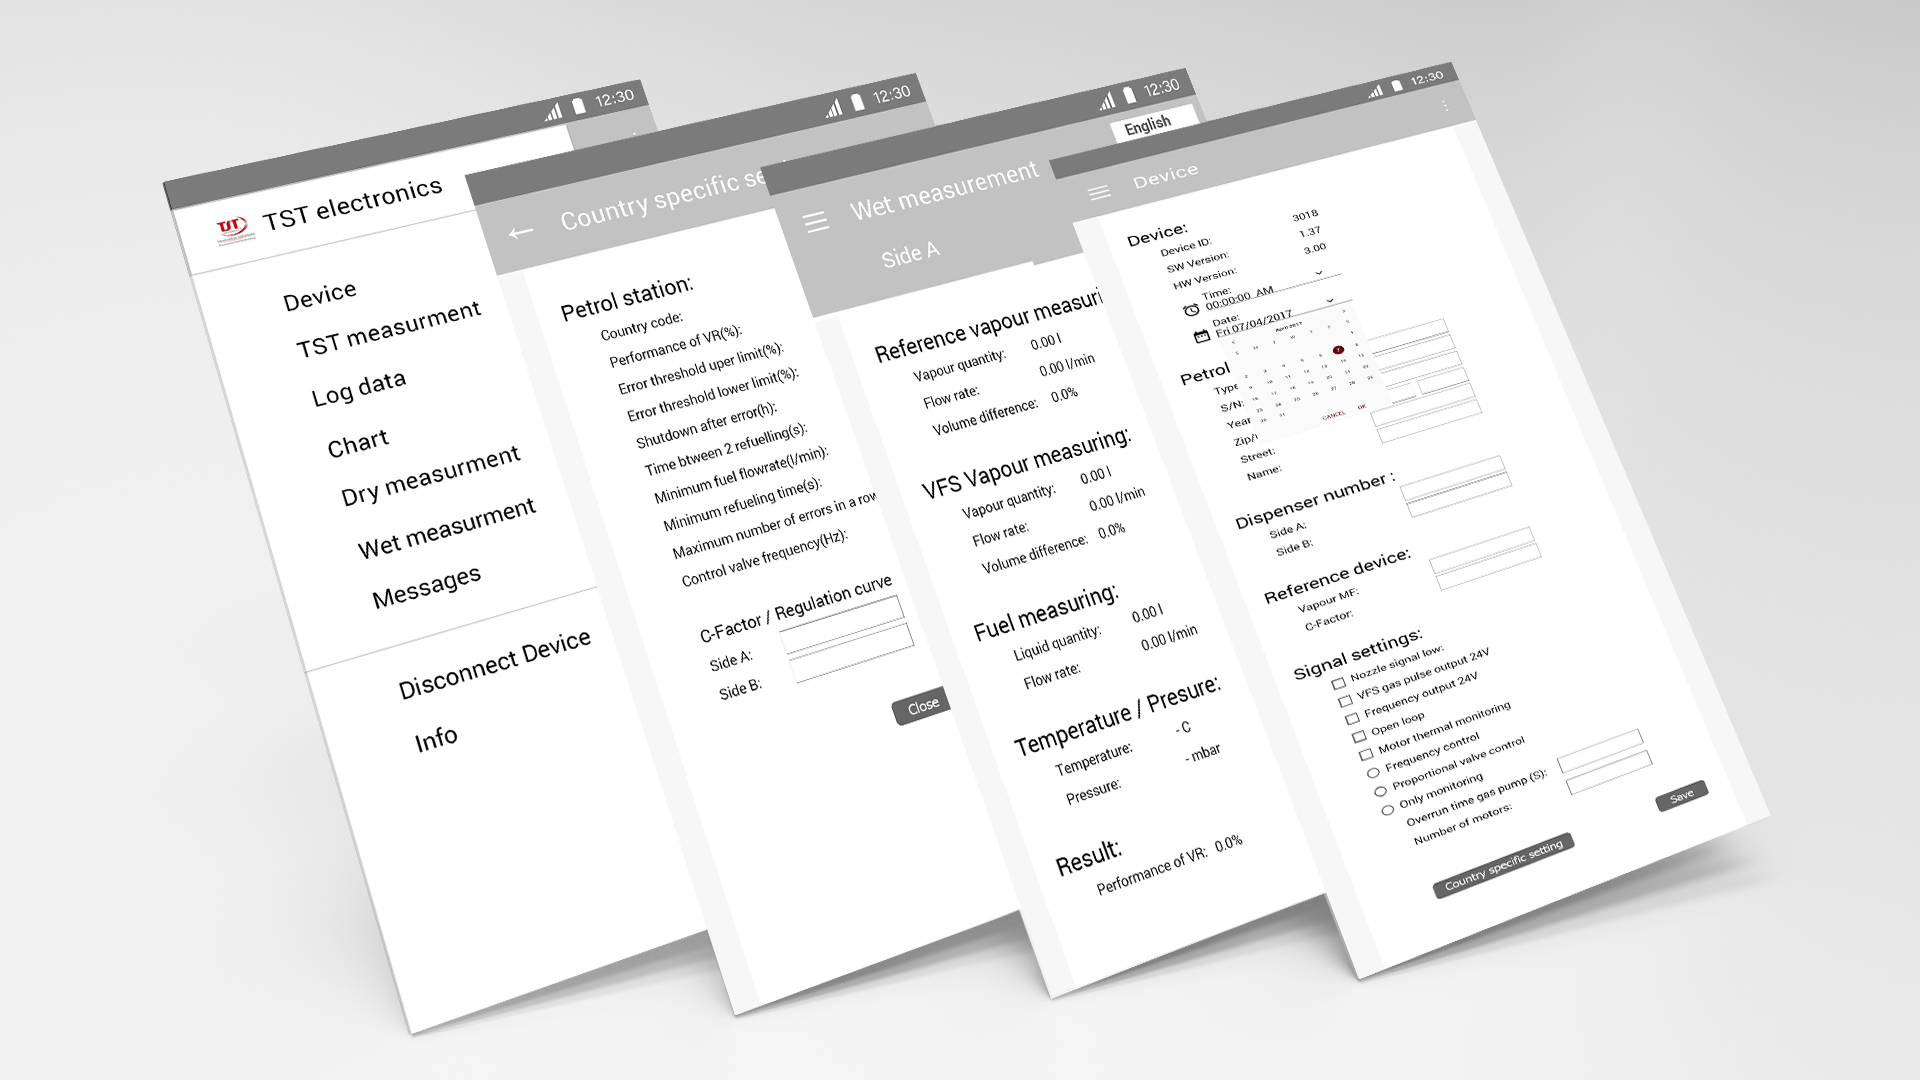 12:30
TST
TST electronics
Device
TST measurment
Log data
Chart
Dry measurment
Wet measurment
Messages
Disconnect Device
Info
12:30
Country specific se
Petrol station:
Country code:
Performance of VR(%):
Error threshold uper limit(%):
Error threshold lower limit(%):
Shutdown after error(h):
Time btween 2 refuelling(s):
Minimum fuel flowrate(l/min):
Minimum refueling time(s):
Maximum number of errors in a row
Control valve frequency(Hz):
C-Factor / Regulation curve
Side A:
Side B:
Close
12:30
English
Wet measurement
Side A
Reference vapour measuri
Vapour quantity: 0.00 l
Flow rate: 0.00 l/min
Volume difference: 0.0%
VFS Vapour measuring:
Vapour quantity: 0.00 l
Flow rate: 0.00 l/min
Volume difference: 0.0%
Fuel measuring:
Liquid quantity: 0.00 l
Flow rate: 0.00 l/min
Temperature / Presure:
Temperature: - C
Pressure: - mbar
Result:
Performance of VR: 0.0%
12:30
Device
Device:
Device ID: 3018
SW Version: 1.37
HW Version: 3.00
Time:
00:00:00 AM
Date:
Fri 07/04/2017
April 2017
CANCEL OK
Petrol
Type
S/N:
Year
Zip/
Street:
Name:
Dispenser number :
Side A:
Side B:
Reference device:
Vapour MF:
C-Factor:
Signal settings:
Nozzle signal low:
VFS gas pulse output 24V
Frequency output 24V
Open loop
Motor thermal monitoring
Frequency control
Proportional valve control
Only monitoring
Overrun time gas pump (S):
Number of motors:
Save
Country specific setting